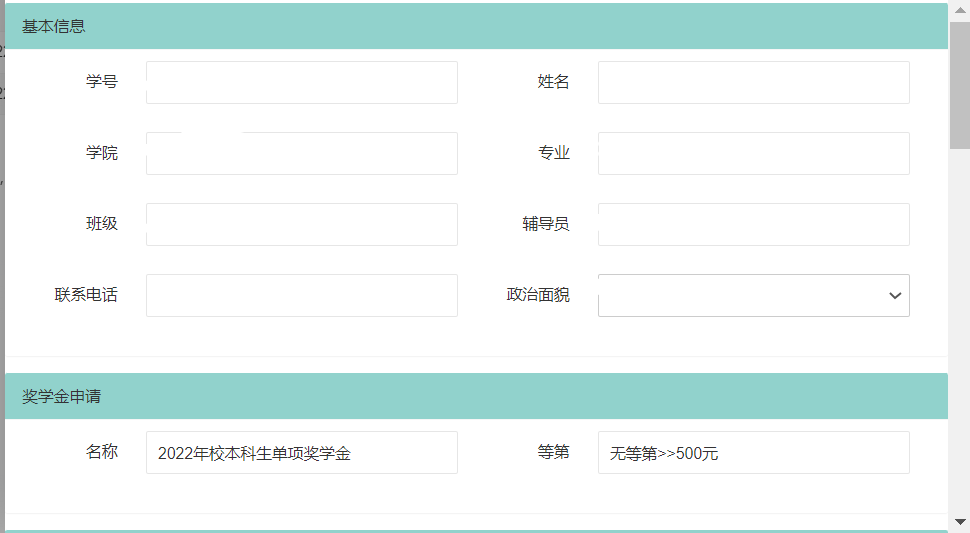 基本信息
学号 姓名
学院 专业
班级 辅导员
联系电话 政治面貌
奖学金申请
名称 2022年校本科生单项奖学金 等第 无等第>>500元